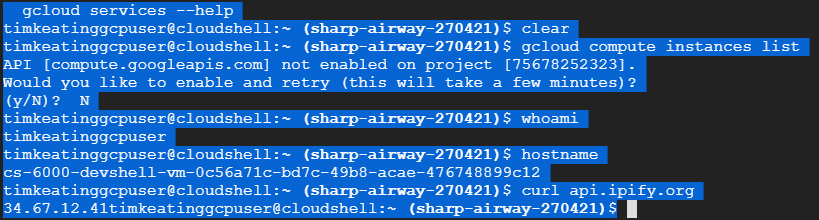 gcloud services --help
timkeatinggcpuser@cloudshell:~ (sharp-airway-270421)$ clear
timkeatinggcpuser@cloudshell:~ (sharp-airway-270421)$ gcloud compute instances list
API [compute.googleapis.com] not enabled on project [75678252323].
Would you like to enable and retry (this will take a few minutes)?
(y/N)?  N
timkeatinggcpuser@cloudshell:~ (sharp-airway-270421)$ whoami
timkeatinggcpuser
timkeatinggcpuser@cloudshell:~ (sharp-airway-270421)$ hostname
cs-6000-devshell-vm-0c56a71c-bd7c-49b8-acae-476748899c12
timkeatinggcpuser@cloudshell:~ (sharp-airway-270421)$ curl api.ipify.org
34.67.12.41timkeatinggcpuser@cloudshell:~ (sharp-airway-270421)$